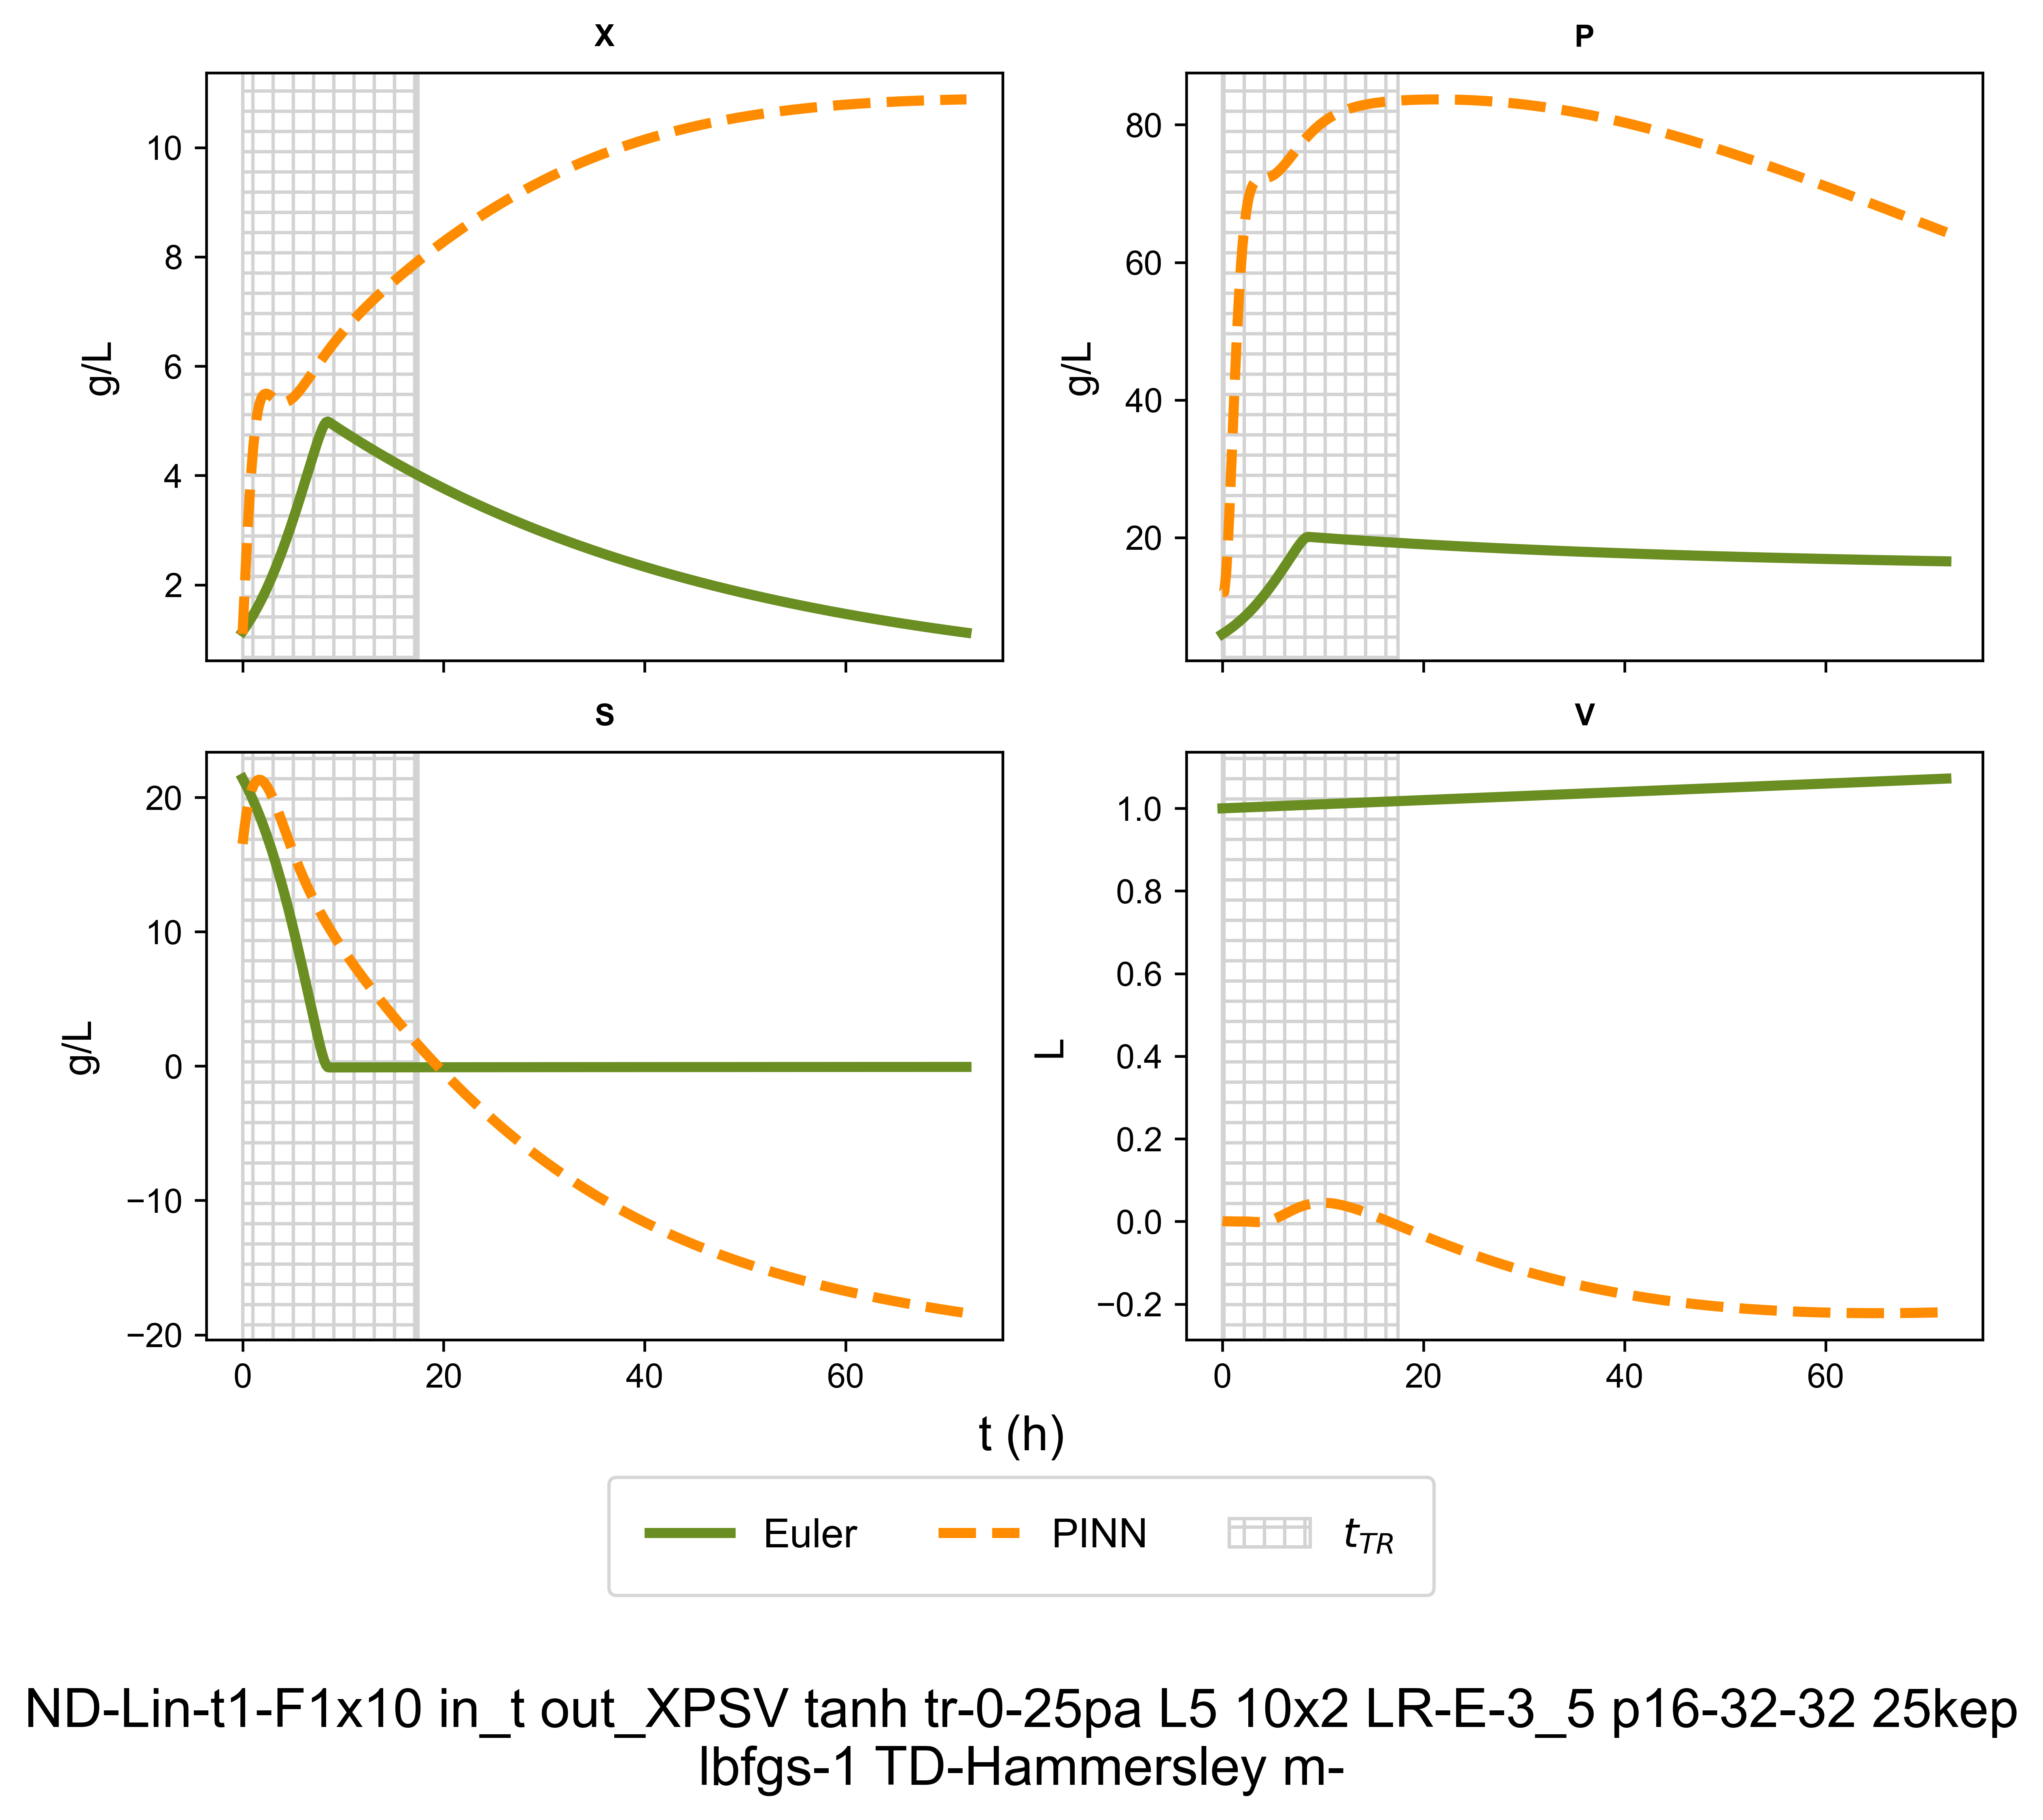 X
P
10
8
6
4
2
g/L
80
60
40
20
g/L
S
V
20
10
0
−10
−20
g/L
0
20
40
60
1.0
0.8
0.6
0.4
0.2
0.0
−0.2
L
0
20
40
60
t (h)
Euler
PINN
t_TR
ND-Lin-t1-F1x10 in_t out_XPSV tanh tr-0-25pa L5 10x2 LR-E-3_5 p16-32-32 25kep
lbfgs-1 TD-Hammersley m-